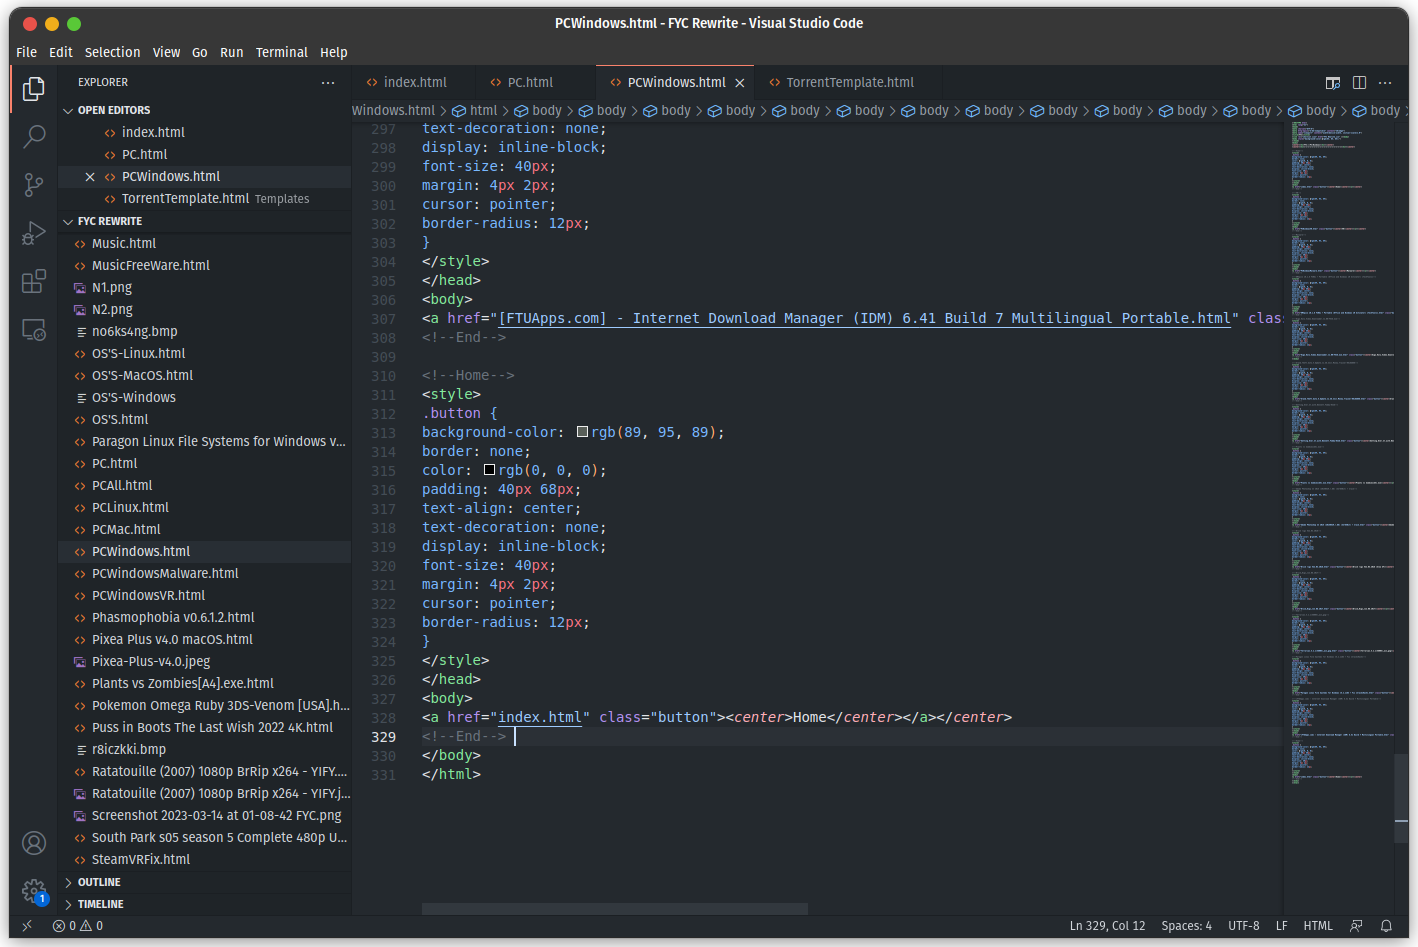 PCWindows.html - FYC Rewrite - Visual Studio Code
File Edit Selection View Go Run Terminal Help
EXPLORER
OPEN EDITORS
index.html
PC.html
PCWindows.html
TorrentTemplate.html Templates
FYC REWRITE
Music.html
MusicFreeWare.html
N1.png
N2.png
no6ks4ng.bmp
OS'S-Linux.html
OS'S-MacOS.html
OS'S-Windows
OS'S.html
Paragon Linux File Systems for Windows v...
PC.html
PCAll.html
PCLinux.html
PCMac.html
PCWindows.html
PCWindowsMalware.html
PCWindowsVR.html
Phasmophobia v0.6.1.2.html
Pixea Plus v4.0 macOS.html
Pixea-Plus-v4.0.jpeg
Plants vs Zombies[A4].exe.html
Pokemon Omega Ruby 3DS-Venom [USA].h...
Puss in Boots The Last Wish 2022 4K.html
r8iczkki.bmp
Ratatouille (2007) 1080p BrRip x264 - YIFY....
Ratatouille (2007) 1080p BrRip x264 - YIFY.j...
Screenshot 2023-03-14 at 01-08-42 FYC.png
South Park s05 season 5 Complete 480p U...
SteamVRFix.html
OUTLINE
TIMELINE
1
index.html PC.html PCWindows.html TorrentTemplate.html
Windows.html > html > body > body > body > body > body > body > body > body > body > body > body > body > body > body
297 text-decoration: none;
298 display: inline-block;
299 font-size: 40px;
300 margin: 4px 2px;
301 cursor: pointer;
302 border-radius: 12px;
303 }
304 </style>
305 </head>
306 <body>
307 <a href="[FTUApps.com] - Internet Download Manager (IDM) 6.41 Build 7 Multilingual Portable.html" clas
308 <!--End-->
309
310 <!--Home-->
311 <style>
312 .button {
313 background-color: rgb(89, 95, 89);
314 border: none;
315 color: rgb(0, 0, 0);
316 padding: 40px 68px;
317 text-align: center;
318 text-decoration: none;
319 display: inline-block;
320 font-size: 40px;
321 margin: 4px 2px;
322 cursor: pointer;
323 border-radius: 12px;
324 }
325 </style>
326 </head>
327 <body>
328 <a href="index.html" class="button"><center>Home</center></a></center>
329 <!--End-->
330 </body>
331 </html>
0 0 Ln 329, Col 12 Spaces: 4 UTF-8 LF HTML